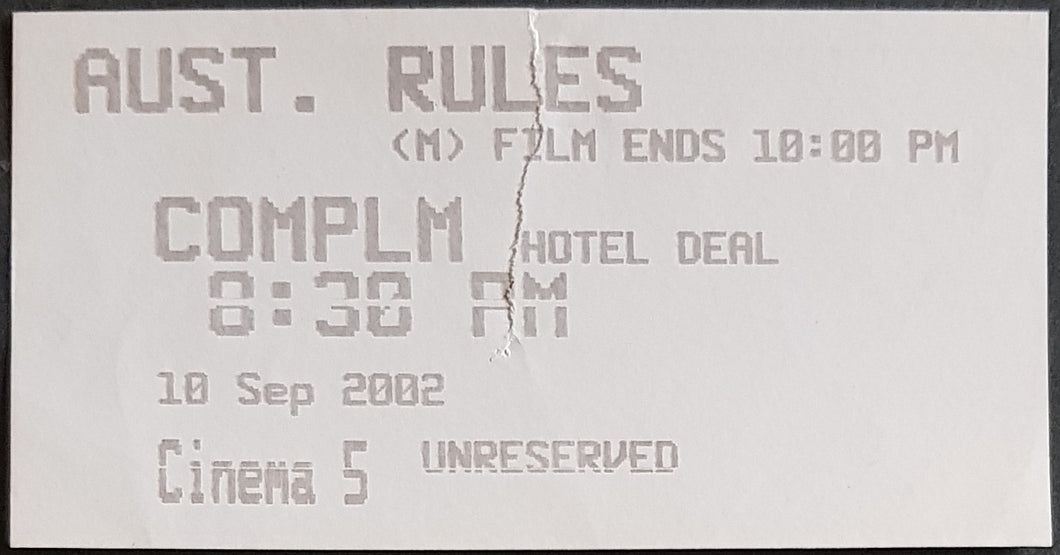 AUST. RULES
(M) FILM ENDS 10:00 PM
COMPLM HOTEL DEAL
8:30 PM
10 Sep 2002
Cinema 5 UNRESERVED